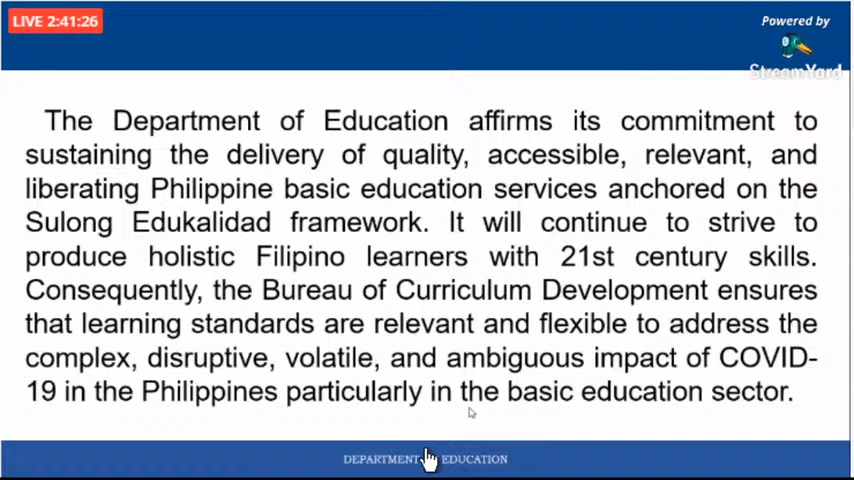 LIVE 2:41:26
Powered by
StreamYard
The Department of Education affirms its commitment to
sustaining the delivery of quality, accessible, relevant, and
liberating Philippine basic education services anchored on the
Sulong Edukalidad framework. It will continue to strive to
produce holistic Filipino learners with 21st century skills.
Consequently, the Bureau of Curriculum Development ensures
that learning standards are relevant and flexible to address the
complex, disruptive, volatile, and ambiguous impact of COVID-
19 in the Philippines particularly in the basic education sector.
DEPARTMENT EDUCATION